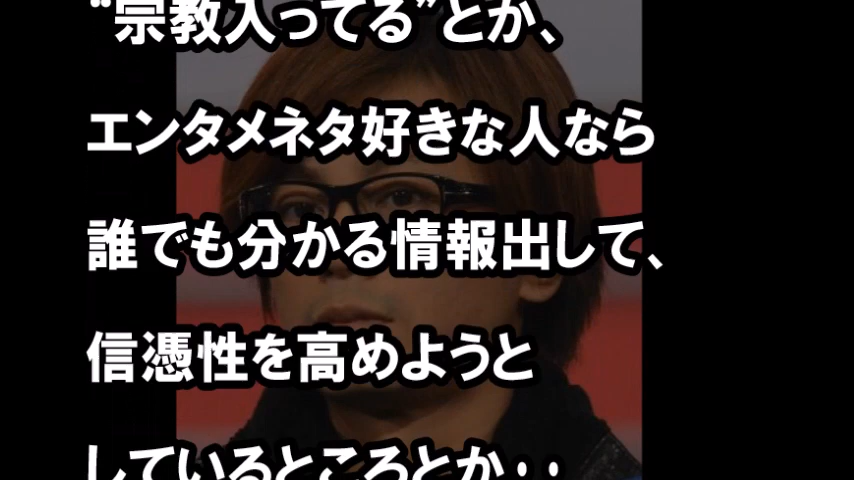 “宗教入ってる”とか、
エンタメネタ好きな人なら
誰でも分かる情報出して、
信憑性を高めようと
しているところとか‥